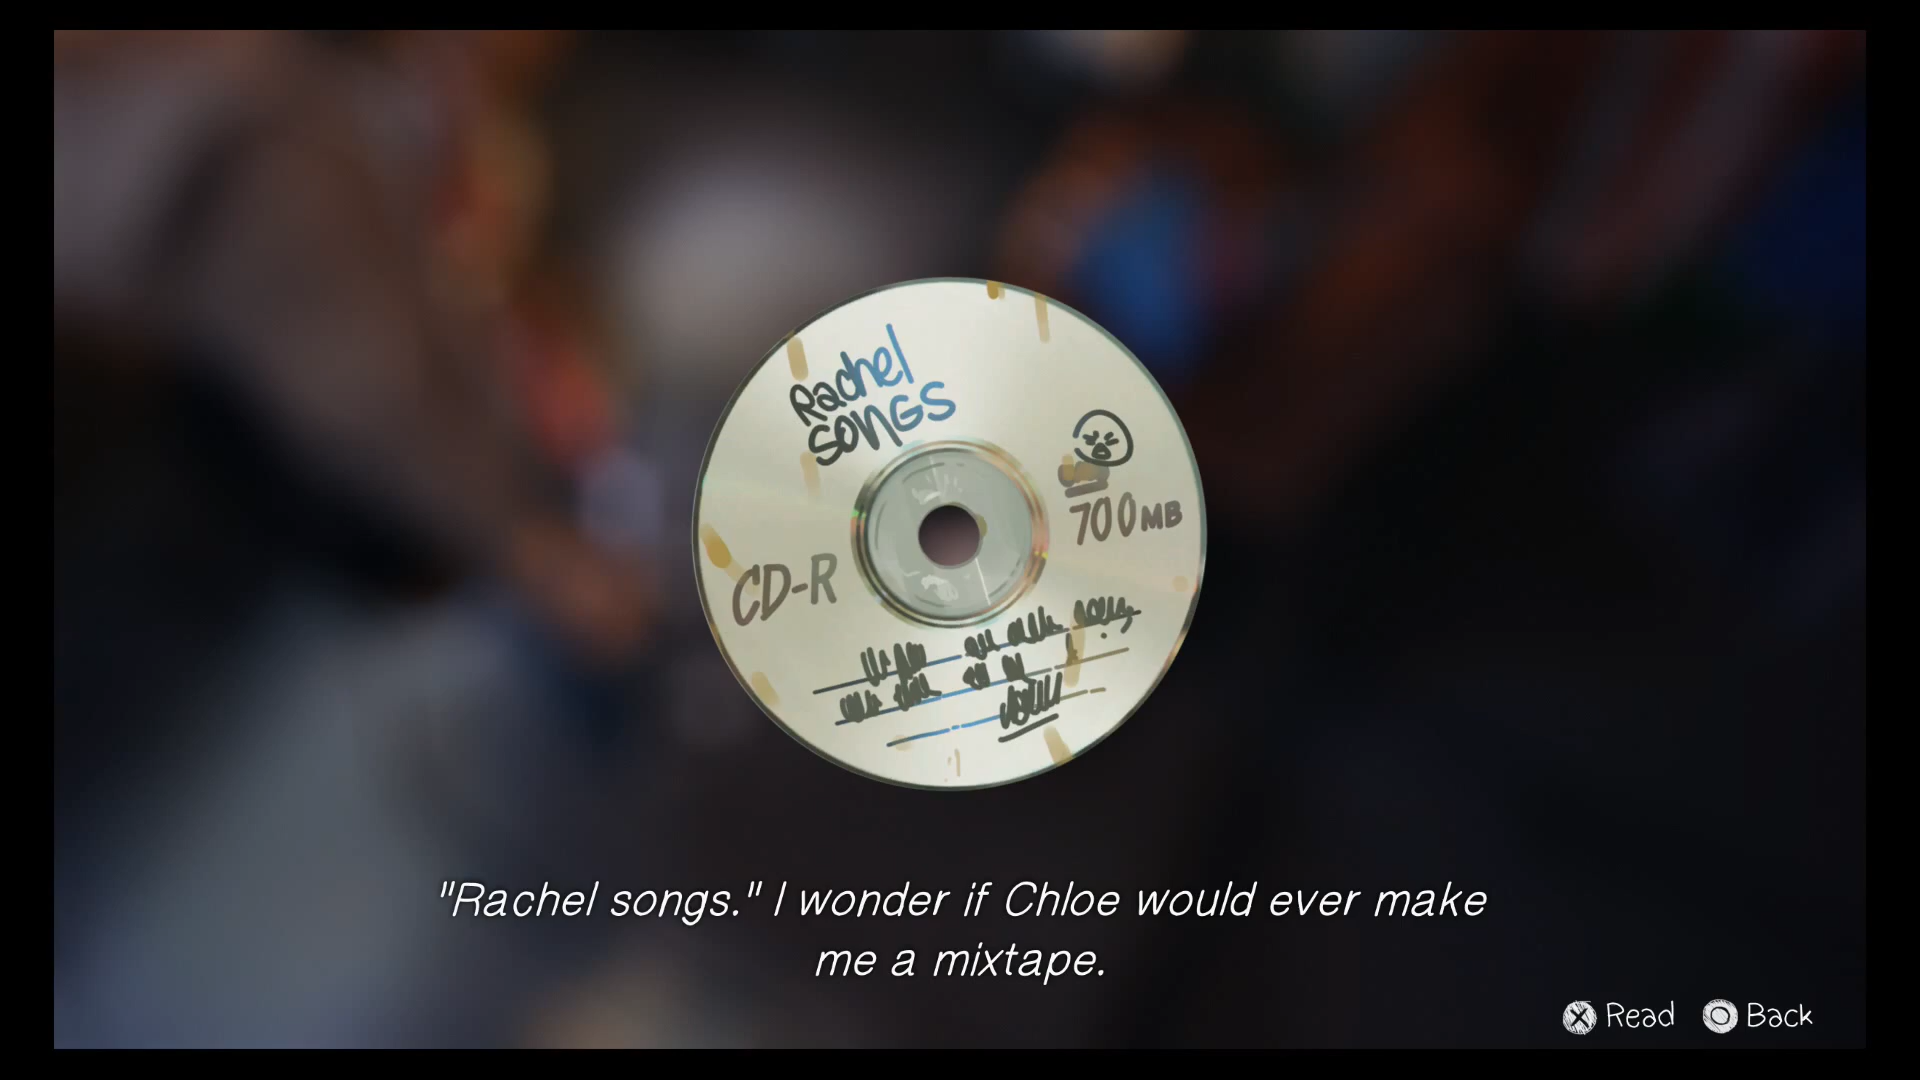 Rachel
SONGS
700MB
CD-R
"Rachel songs." I wonder if Chloe would ever make
me a mixtape.
Read
Back